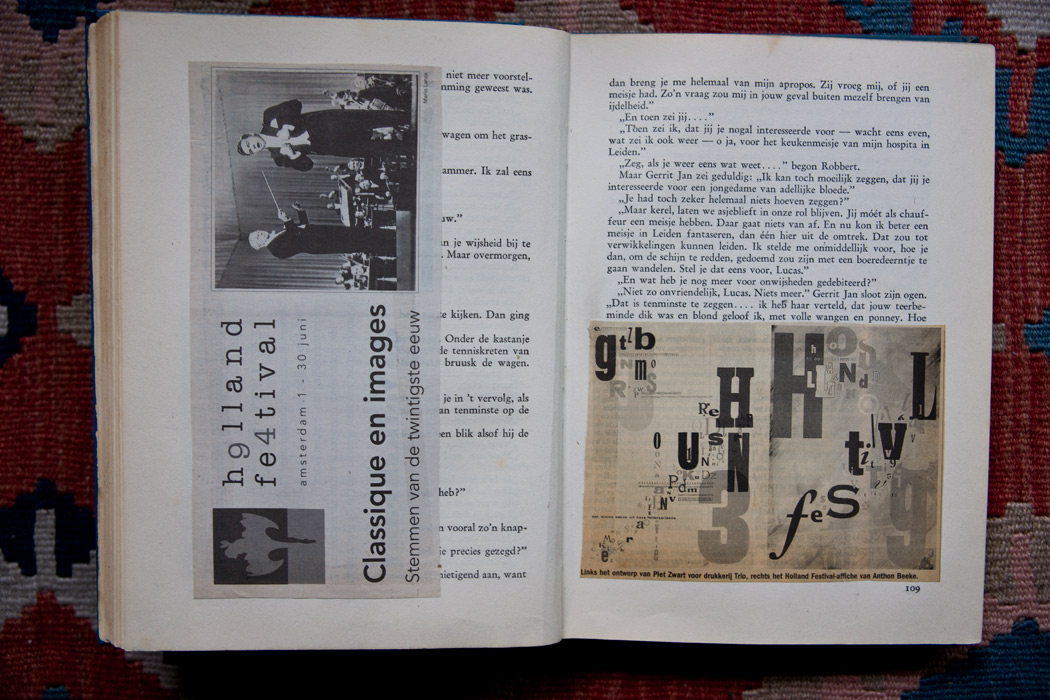 niet meer voorstel-
nming geweest was.
wagen om het gras-
ammer. Ik zal eens
uw.”
n je wijsheid bij te
. Maar overmorgen,
te kijken. Dan ging
. Onder de kastanje
de tenniskreten van
bruusk de wagen.
je in ’t vervolg, als
an tenminste op de
en blik alsof hij de
heb?”
n vooral zo’n knap-
je precies gezegd?”
nietigend aan, want
Mario Lanza
h9lland
fe4tival
amsterdam 1 - 30 juni
Classique en images
Stemmen van de twintigste eeuw
dan breng je me helemaal van mijn apropos. Zij vroeg mij, of jij een
meisje had. Zo’n vraag zou mij in jouw geval buiten mezelf brengen van
ijdelheid.”
„En toen zei jij....”
„Toen zei ik, dat jij je nogal interesseerde voor — wacht eens even,
wat zei ik ook weer — o ja, voor het keukenmeisje van mijn hospita in
Leiden.”
„Zeg, als je weer eens wat weet....” begon Robbert.
Maar Gerrit Jan zei geduldig: „Ik kan toch moeilijk zeggen, dat jij je
interesseerde voor een jongedame van adellijke bloede.”
„Je had toch zeker helemaal niets hoeven zeggen?”
„Maar kerel, laten we asjeblieft in onze rol blijven. Jij móét als chauf-
feur een meisje hebben. Daar gaat niets van af. En nu kon ik beter een
meisje in Leiden fantaseren, dan één hier uit de omtrek. Dat zou tot
verwikkelingen kunnen leiden. Ik stelde me onmiddellijk voor, hoe je
dan, om de schijn te redden, gedoemd zou zijn met een boeredeerntje te
gaan wandelen. Stel je dat eens voor, Lucas.”
„En wat heb je nog meer voor onwijsheden gedebiteerd?”
„Niet zo onvriendelijk, Lucas. Niets meer.” Gerrit Jan sloot zijn ogen.
„Dat is tenminste te zeggen.... ik heb haar verteld, dat jouw teerbe-
minde dik was en blond geloof ik, met volle wangen en ponney. Hoe
Links het ontwerp van Piet Zwart voor drukkerij Trio, rechts het Holland Festival-affiche van Anthon Beeke.
109